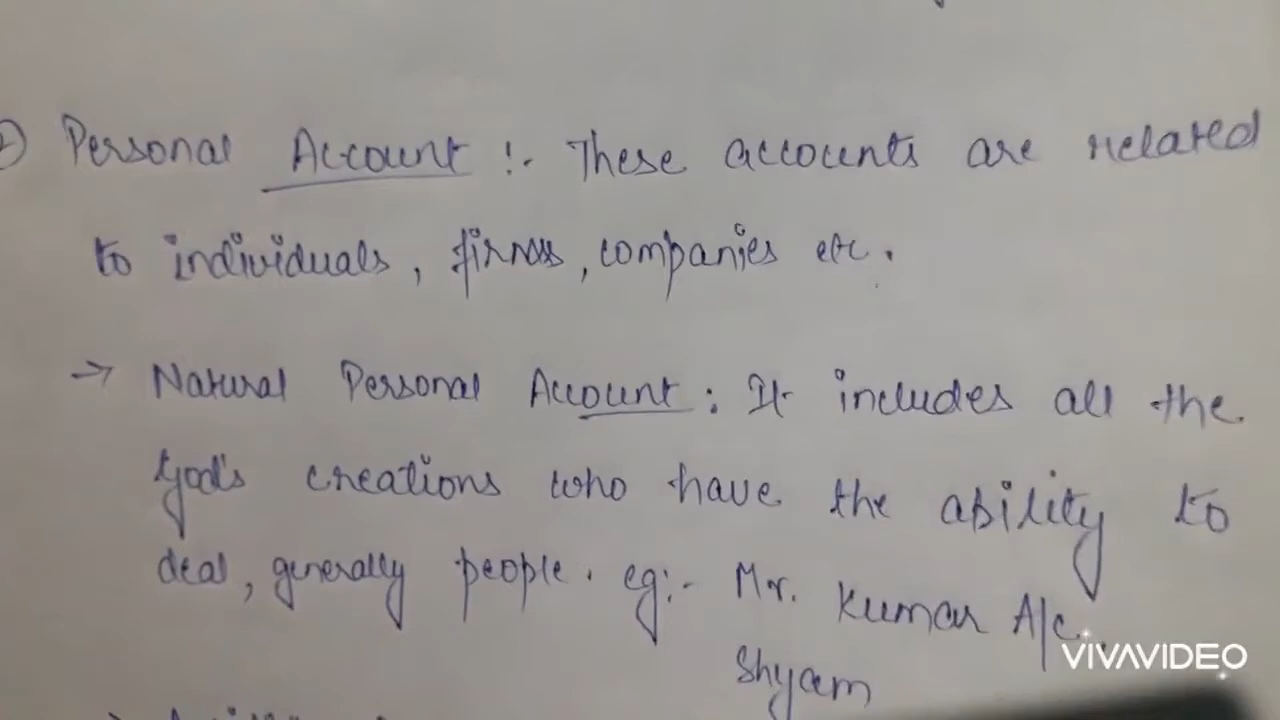 Personal Account :- These accounts are related
to individuals, firms, companies etc.
→ Natural Personal Account : It includes all the
God's creations who have the ability to
deal, generally people. eg:- Mr. Kumar A/c,
Shyam
VIVAVIDEO